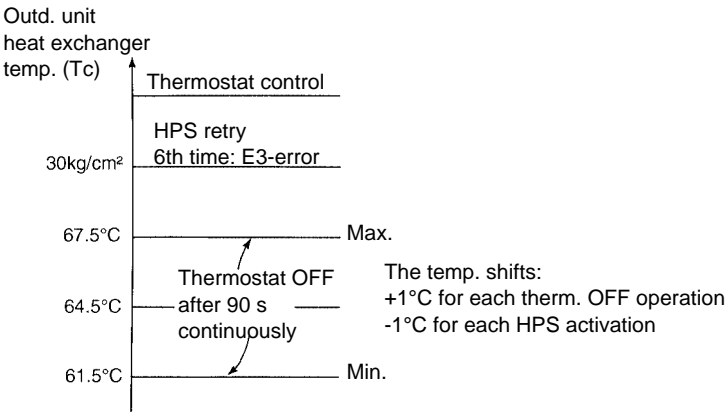 Outd. unit
heat exchanger
temp. (Tc)
Thermostat control
HPS retry
6th time: E3-error
30kg/cm²
67.5°C
Max.
Thermostat OFF
after 90 s
continuously
64.5°C
The temp. shifts:
+1°C for each therm. OFF operation
-1°C for each HPS activation
61.5°C
Min.